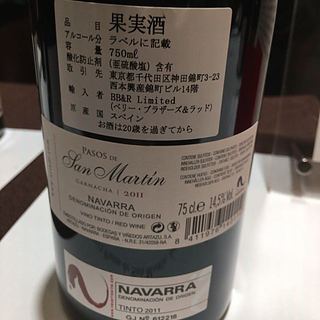 果実酒
アルコール分 ラベルに記載
容量 750ml
酸化防止剤 (亜硫酸塩) 含有
取引先 東京都千代田区神田錦町3-23
西本興産錦町ビル14階
輸入者 BB&R Limited
(ベリー・ブラザーズ&ラッド)
原産国 スペイン
お酒は20歳を過ぎてから
PASOS DE
San Martín
GARNACHA | 2011
NAVARRA
DENOMINACIÓN DE ORIGEN
VINO TINTO / RED WINE
75 cl. e 14,5% Vol.
NAVARRA
DENOMINACIÓN DE ORIGEN
TINTO 2011
G.J Nº 612216